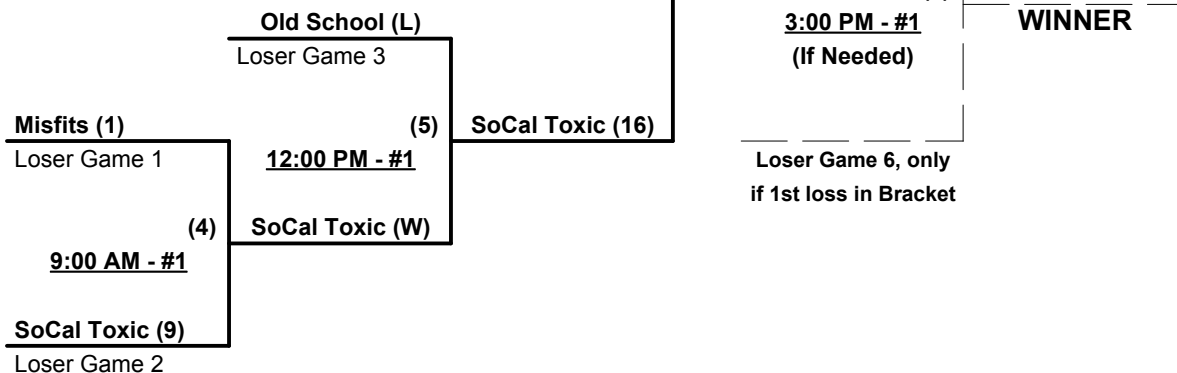 Old School (L)
3:00 PM - #1
WINNER
Loser Game 3
(If Needed)
Misfits (1)
(5)
SoCal Toxic (16)
Loser Game 1
12:00 PM - #1
Loser Game 6, only
if 1st loss in Bracket
(4)
SoCal Toxic (W)
9:00 AM - #1
SoCal Toxic (9)
Loser Game 2